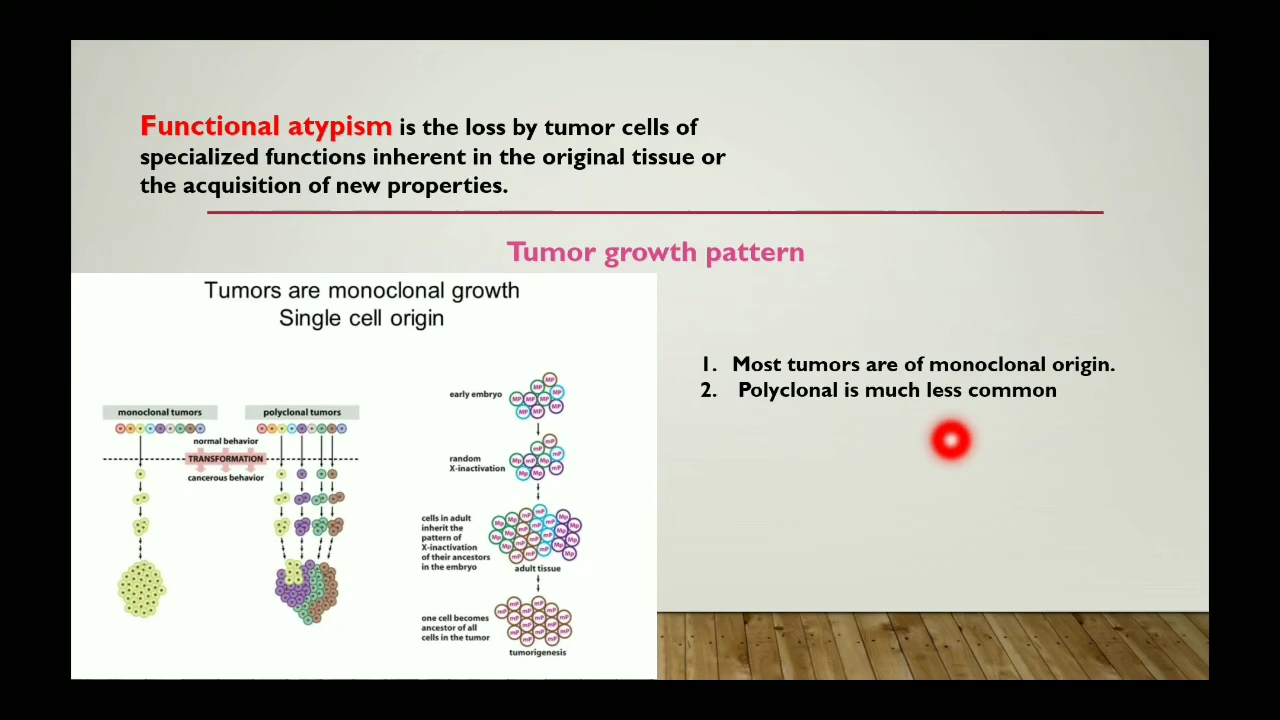 Functional atypism is the loss by tumor cells of
specialized functions inherent in the original tissue or
the acquisition of new properties.
Tumor growth pattern
Tumors are monoclonal growth
Single cell origin
monoclonal tumors
polyclonal tumors
normal behavior
TRANSFORMATION
cancerous behavior
early embryo
random
X-inactivation
cells in adult
inherit the
pattern of
X-inactivation
of their ancestors
in the embryo
adult tissue
one cell becomes
ancestor of all
cells in the tumor
tumorigenesis
1. Most tumors are of monoclonal origin.
2. Polyclonal is much less common